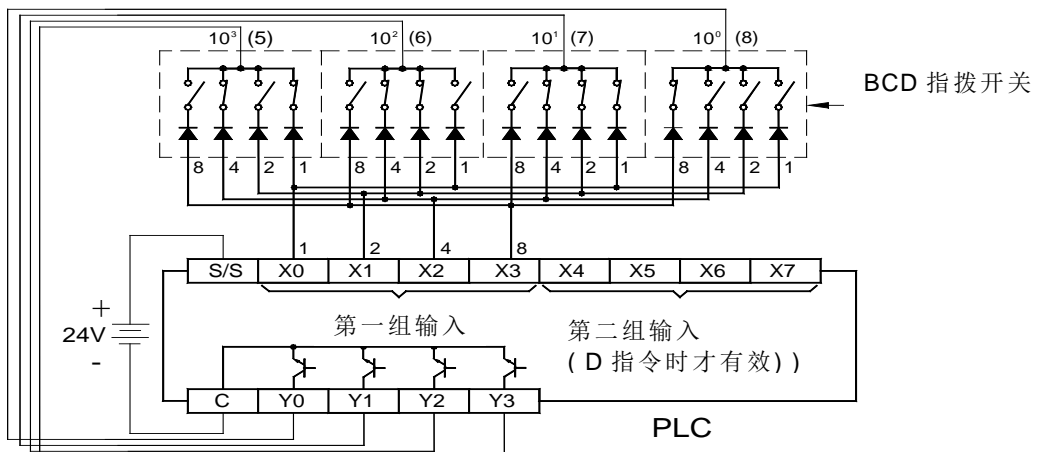 10³ (5) 10² (6) 10¹ (7) 10⁰ (8)
BCD 指拨开关
8 4 2 1 8 4 2 1 8 4 2 1 8 4 2 1
1 2 4 8
S/S X0 X1 X2 X3 X4 X5 X6 X7
+
24V
-
第一组输入
第二组输入
( D 指令时才有效) )
C Y0 Y1 Y2 Y3
PLC